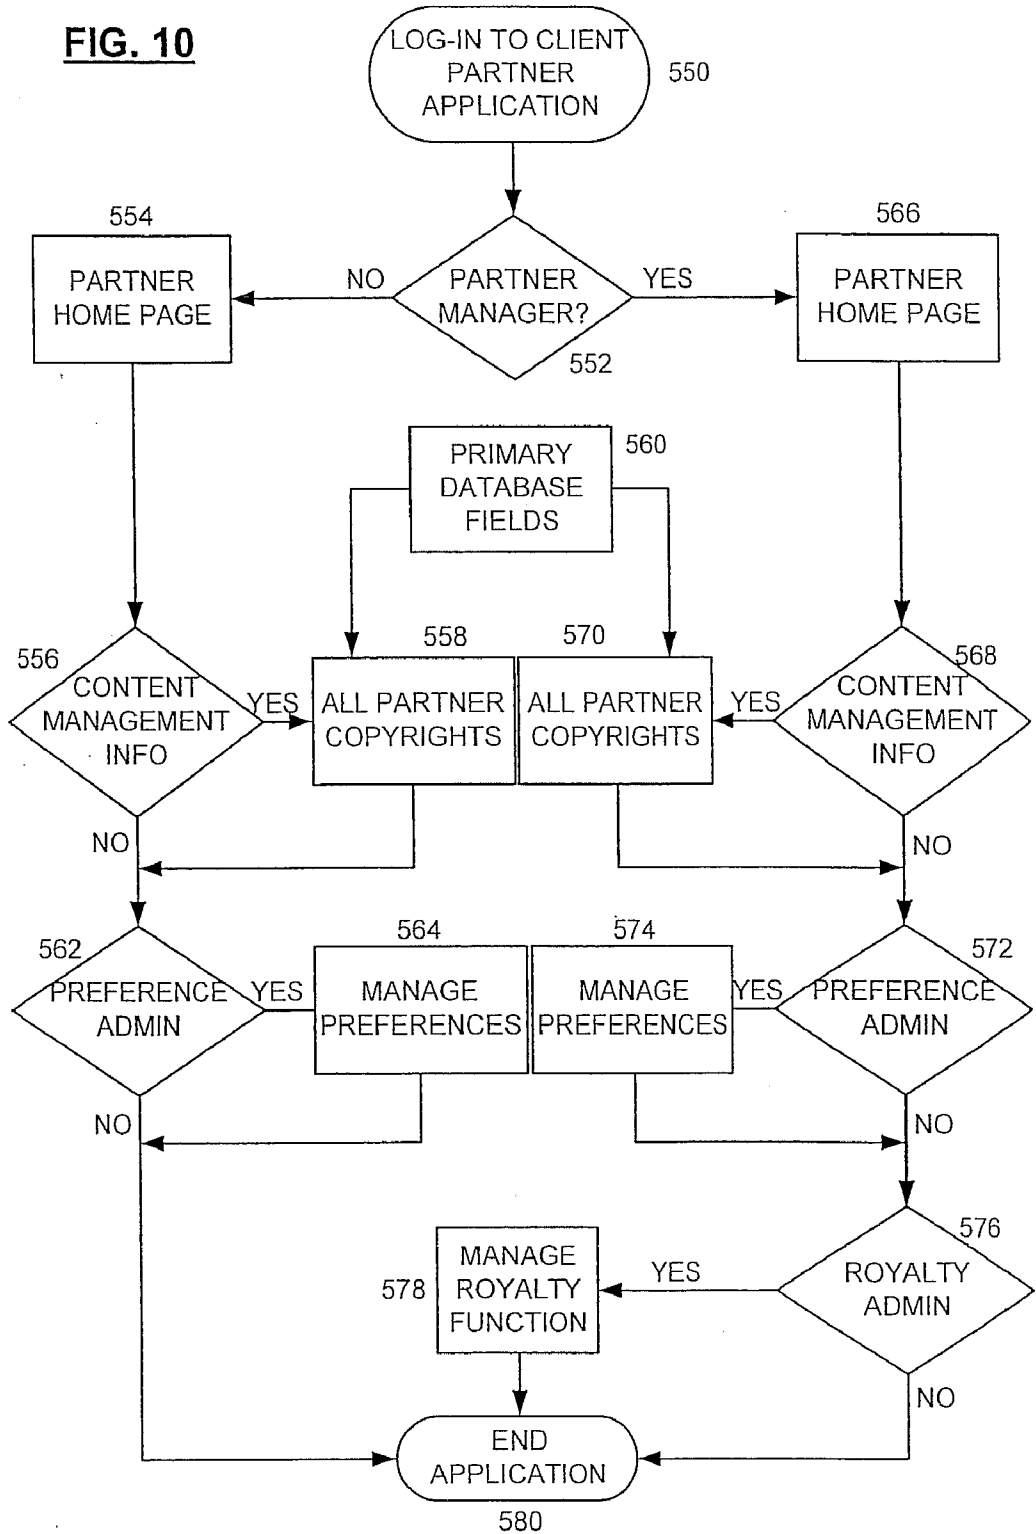 FIG. 10
LOG-IN TO CLIENT
PARTNER
APPLICATION
550
554
PARTNER
HOME PAGE
NO
PARTNER
MANAGER?
552
YES
566
PARTNER
HOME PAGE
PRIMARY
DATABASE
FIELDS
560
556
CONTENT
MANAGEMENT
INFO
YES
558
ALL PARTNER
COPYRIGHTS
570
ALL PARTNER
COPYRIGHTS
YES
568
CONTENT
MANAGEMENT
INFO
NO
NO
562
PREFERENCE
ADMIN
YES
564
MANAGE
PREFERENCES
574
MANAGE
PREFERENCES
YES
572
PREFERENCE
ADMIN
NO
NO
578
MANAGE
ROYALTY
FUNCTION
YES
576
ROYALTY
ADMIN
NO
END
APPLICATION
580